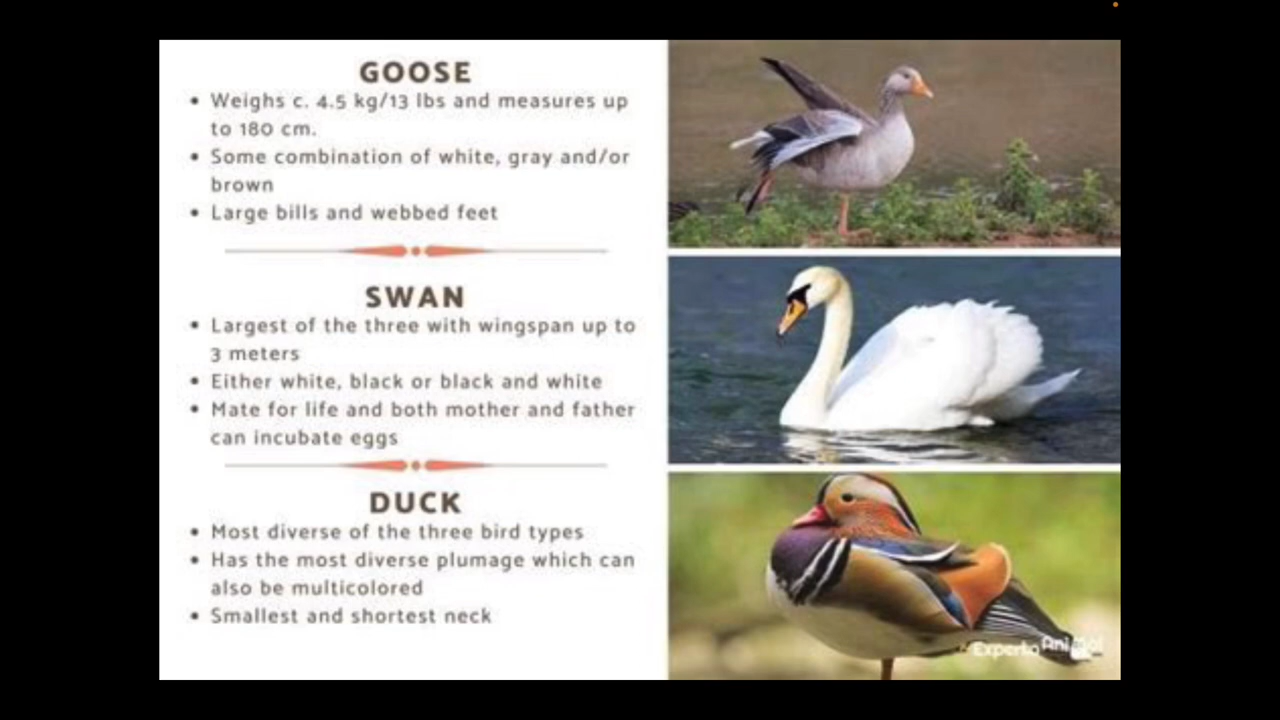 GOOSE
• Weighs c. 4.5 kg/13 lbs and measures up
to 180 cm.
• Some combination of white, gray and/or
brown
• Large bills and webbed feet
SWAN
• Largest of the three with wingspan up to
3 meters
• Either white, black or black and white
• Mate for life and both mother and father
can incubate eggs
DUCK
• Most diverse of the three bird types
• Has the most diverse plumage which can
also be multicolored
• Smallest and shortest neck
ExpertoAniMal